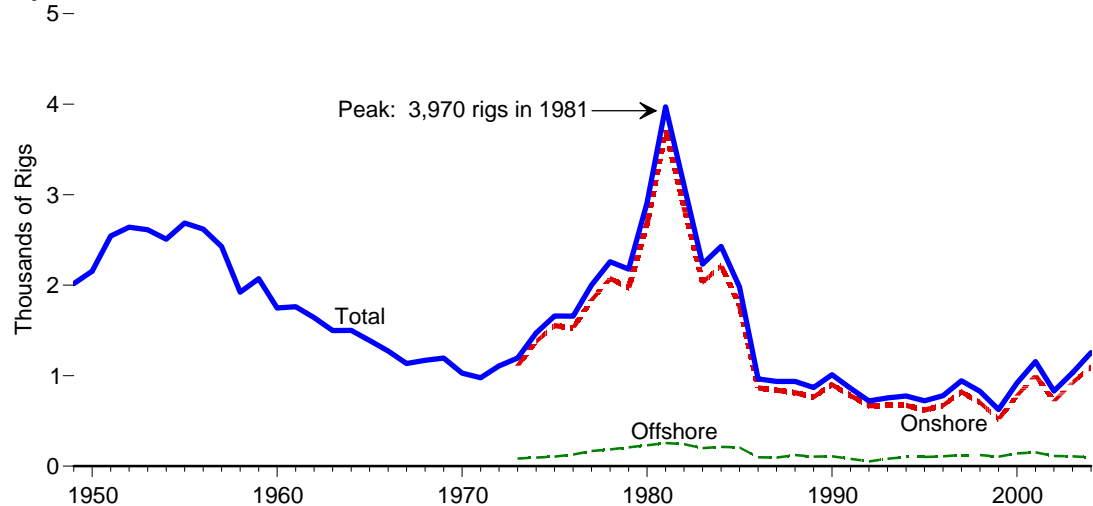 5
4
Peak: 3,970 rigs in 1981
3
Thousands of Rigs
2
Total
1
Offshore
Onshore
0
1950 1960 1970 1980 1990 2000